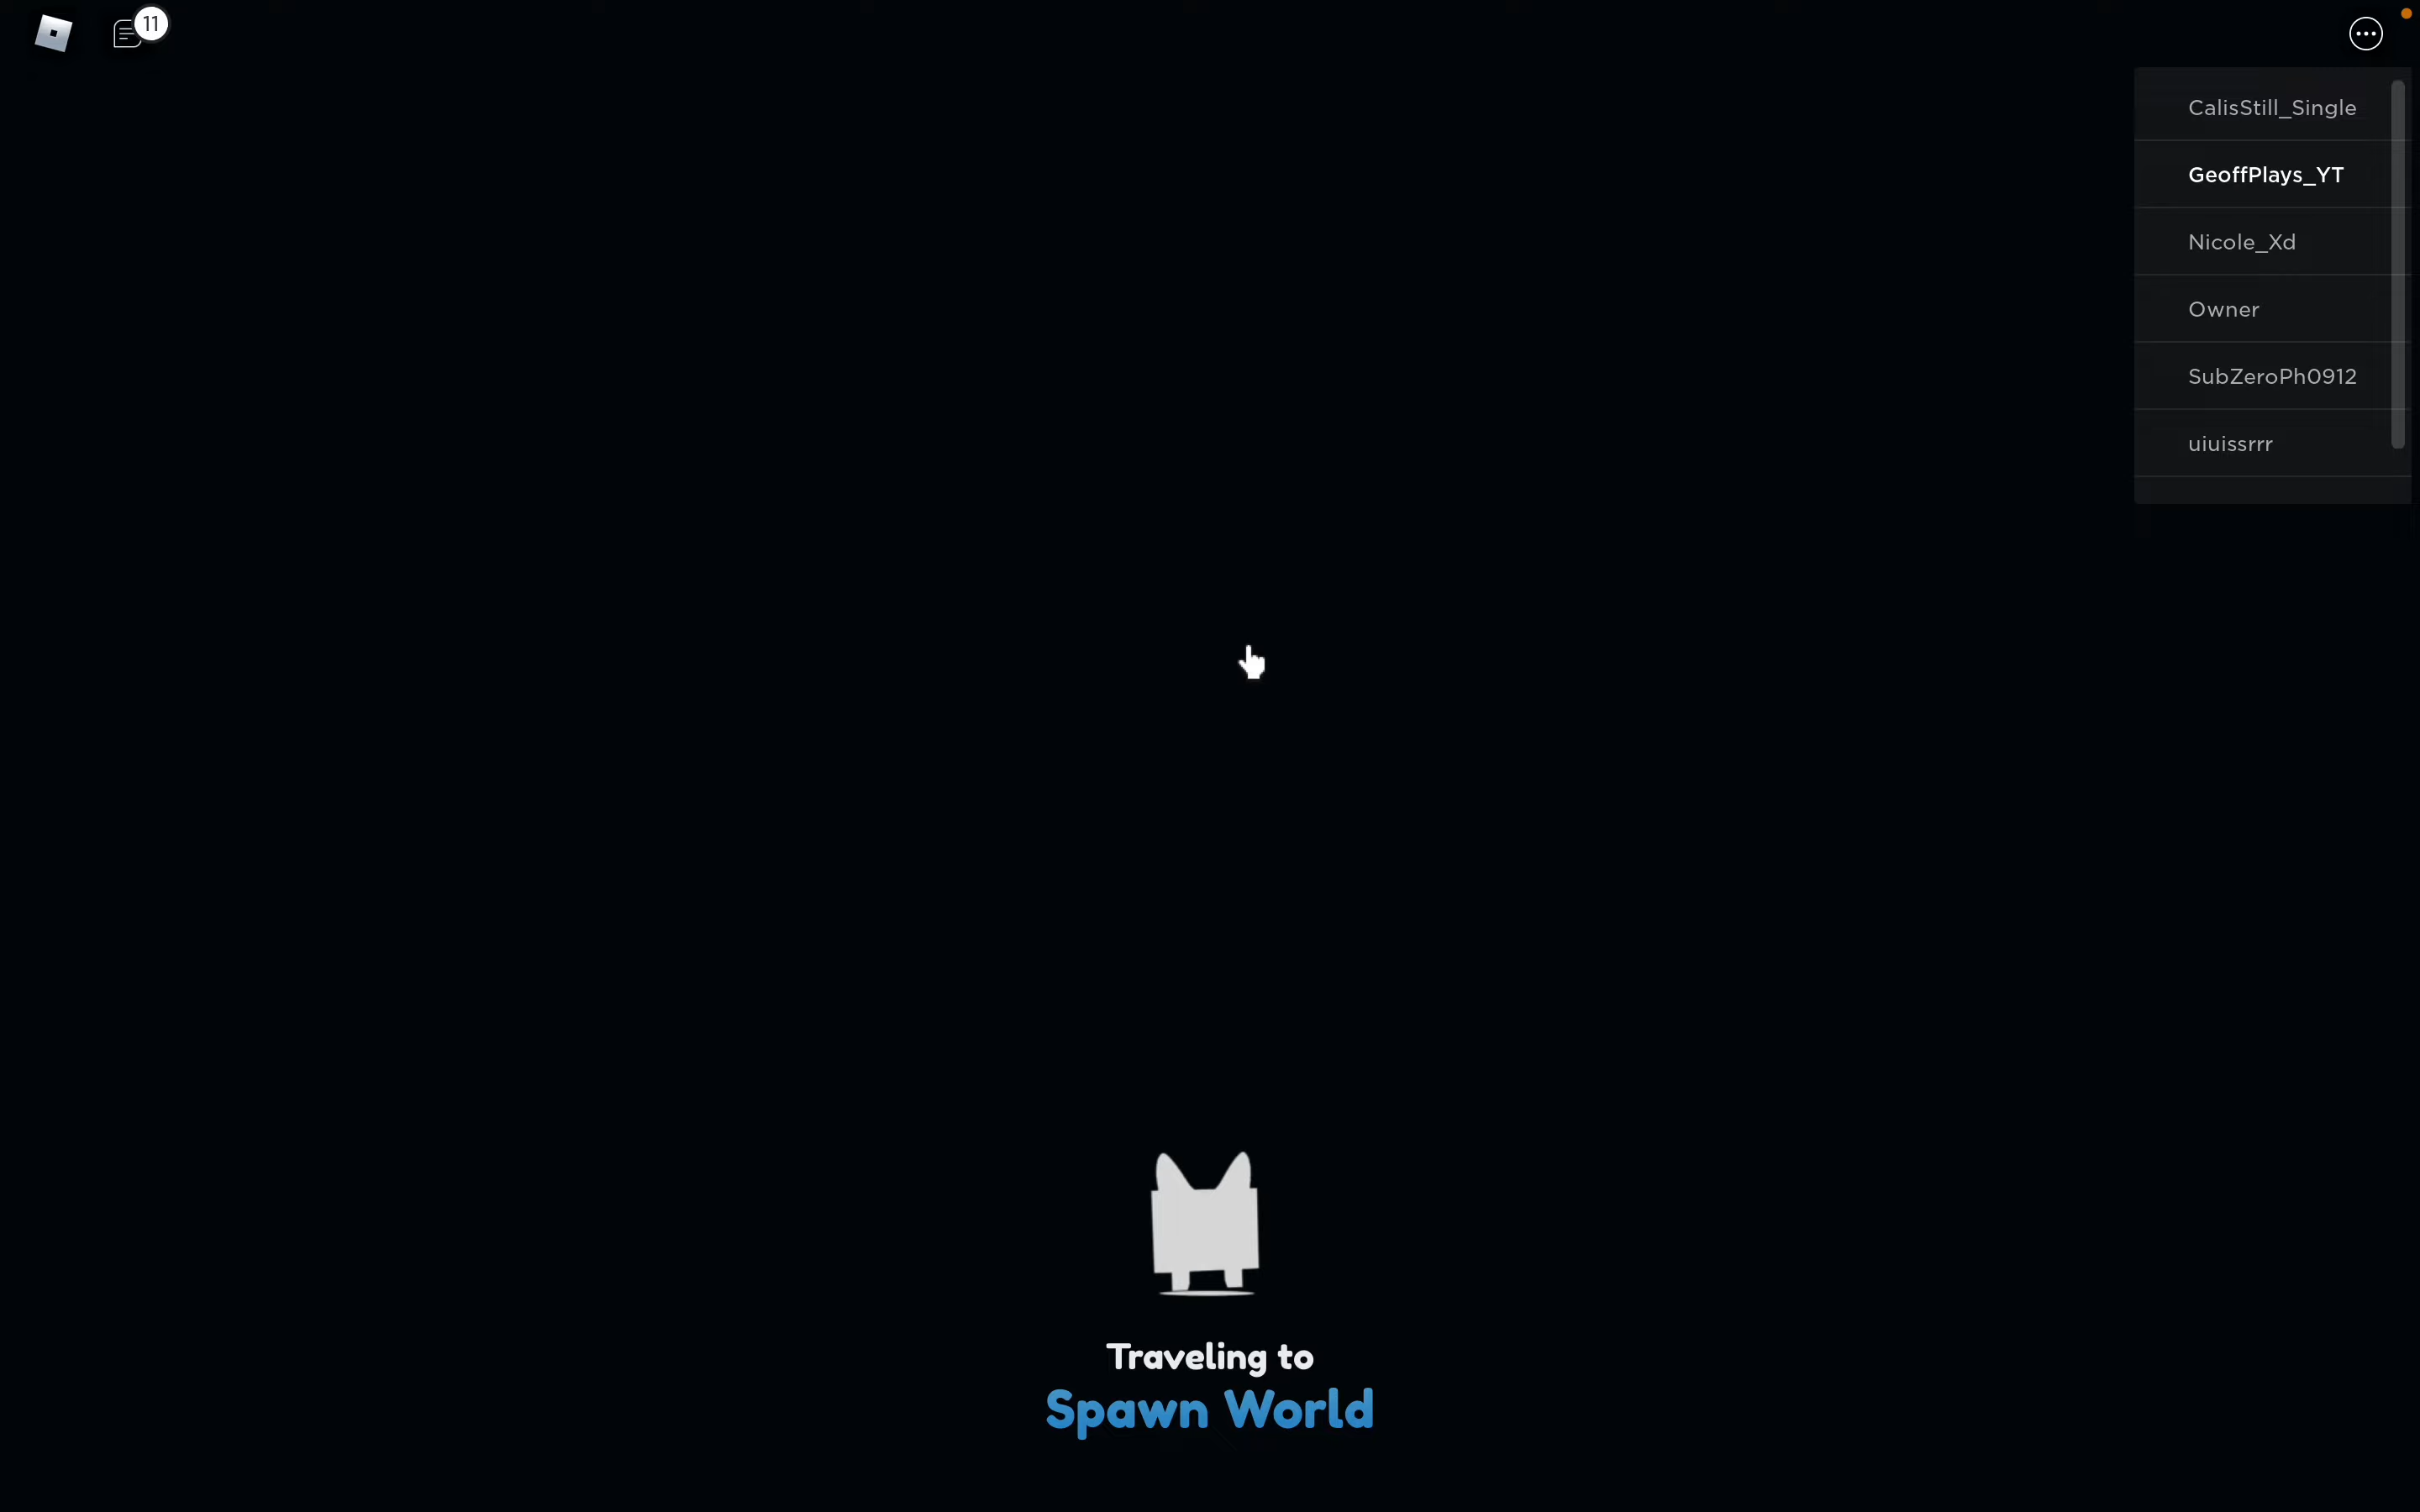 11
CalisStill_Single
GeoffPlays_YT
Nicole_Xd
Owner
SubZeroPh0912
uiuissrrr
Traveling to
Spawn World